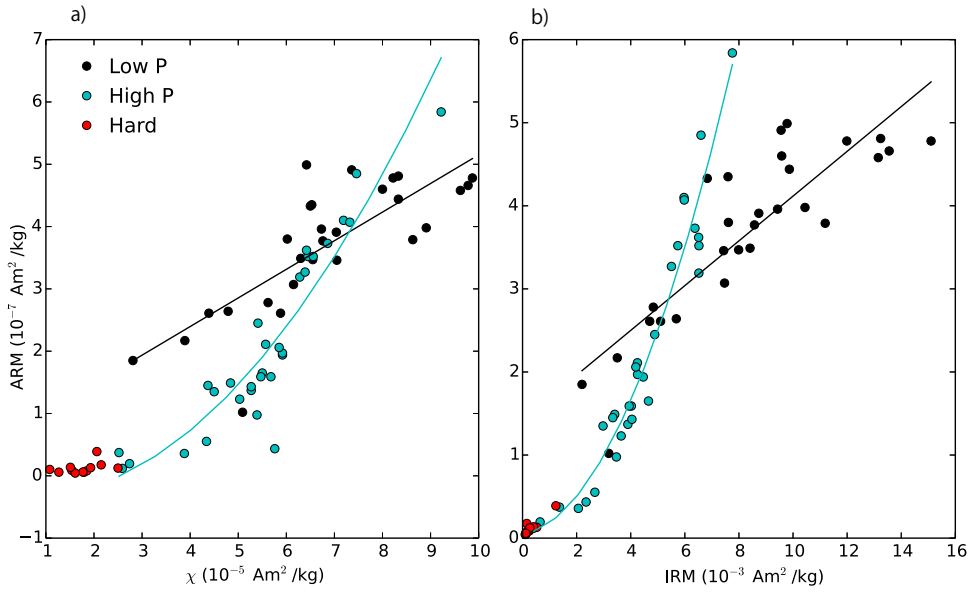 a)
b)
7
6
5
4
3
2
1
0
−1
ARM (10⁻⁷ Am² /kg)
Low P
High P
Hard
1 2 3 4 5 6 7 8 9 10
χ (10⁻⁵ Am² /kg)
6
5
4
3
2
1
0
0 2 4 6 8 10 12 14 16
IRM (10⁻³ Am² /kg)